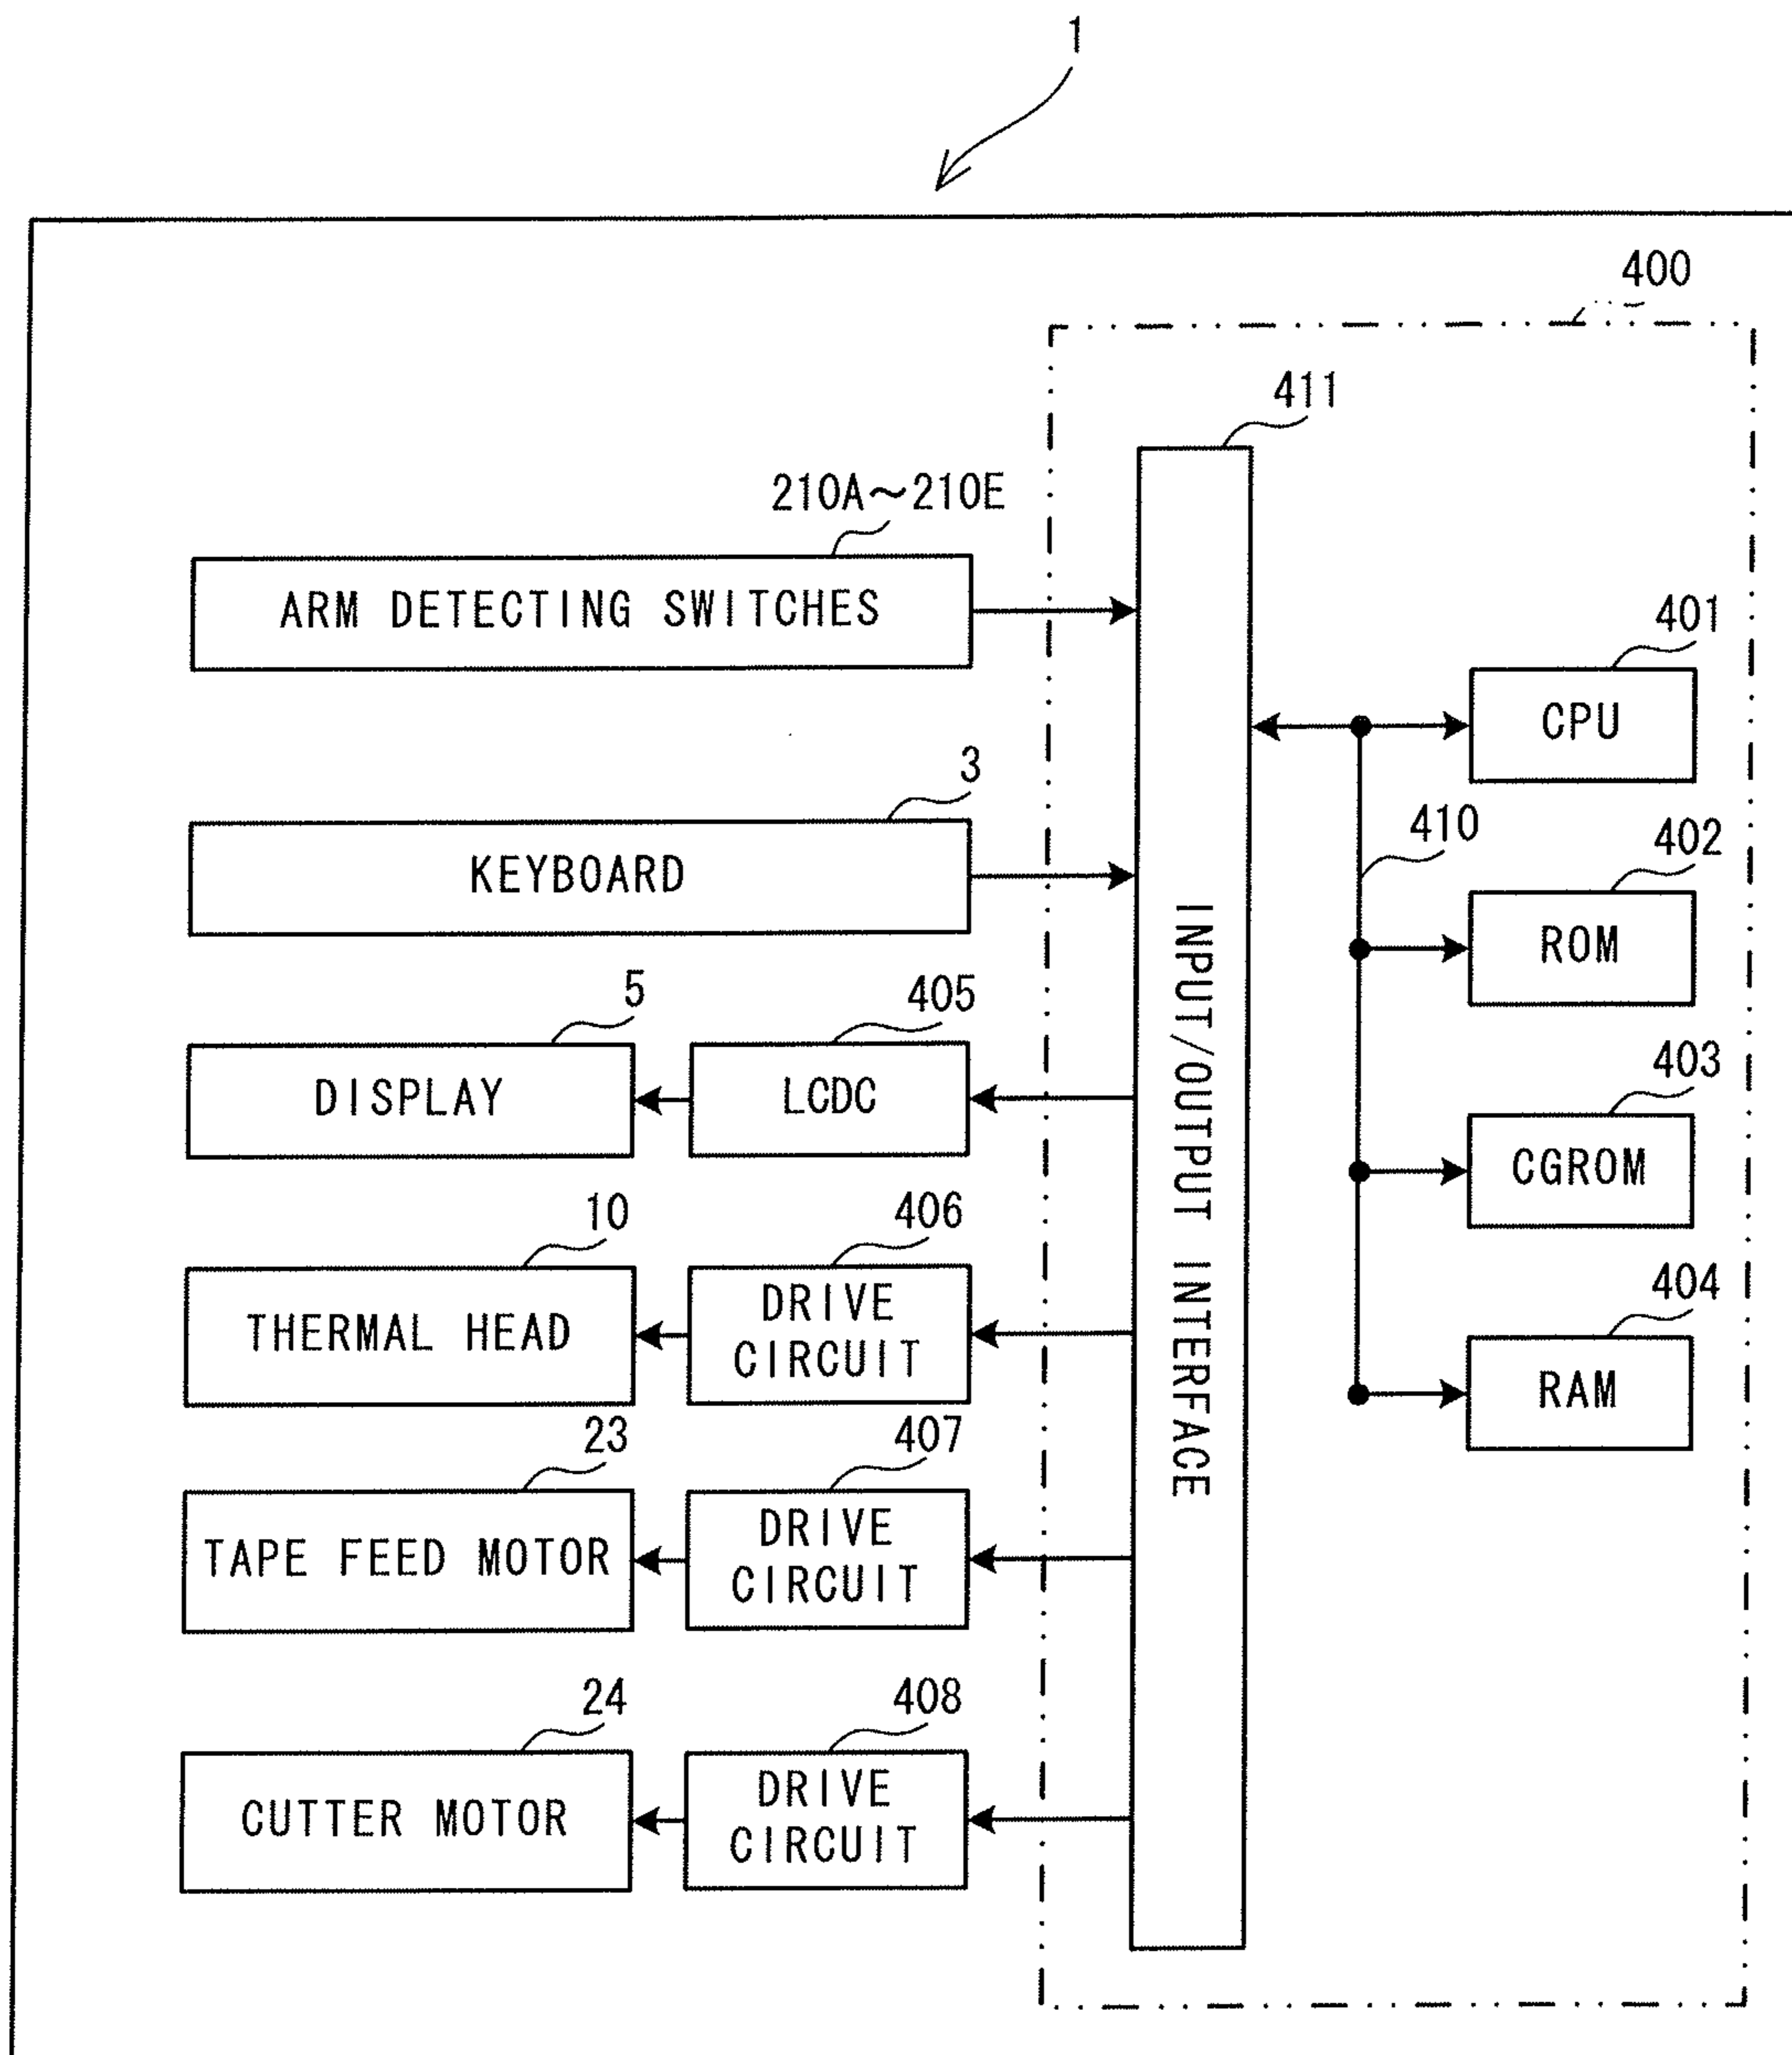 1
400
411
210A～210E
ARM DETECTING SWITCHES
401
CPU
3
KEYBOARD
410
402
ROM
5
DISPLAY
405
LCDC
INPUT/OUTPUT INTERFACE
403
CGROM
10
THERMAL HEAD
406
DRIVE
CIRCUIT
404
RAM
23
TAPE FEED MOTOR
407
DRIVE
CIRCUIT
24
CUTTER MOTOR
408
DRIVE
CIRCUIT